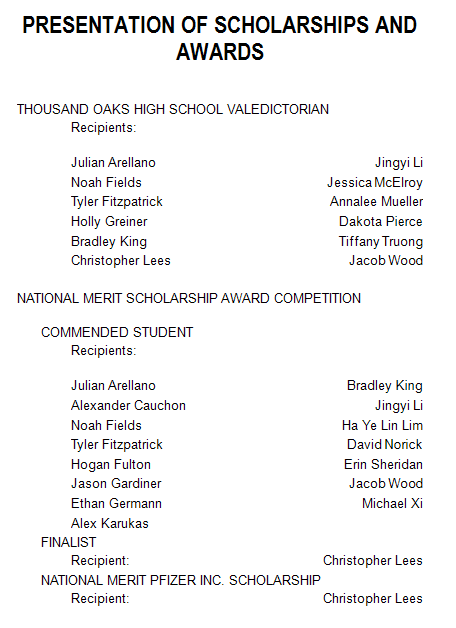 PRESENTATION OF SCHOLARSHIPS AND
AWARDS
THOUSAND OAKS HIGH SCHOOL VALEDICTORIAN
Recipients:
Julian Arellano Jingyi Li
Noah Fields Jessica McElroy
Tyler Fitzpatrick Annalee Mueller
Holly Greiner Dakota Pierce
Bradley King Tiffany Truong
Christopher Lees Jacob Wood
NATIONAL MERIT SCHOLARSHIP AWARD COMPETITION
COMMENDED STUDENT
Recipients:
Julian Arellano Bradley King
Alexander Cauchon Jingyi Li
Noah Fields Ha Ye Lin Lim
Tyler Fitzpatrick David Norick
Hogan Fulton Erin Sheridan
Jason Gardiner Jacob Wood
Ethan Germann Michael Xi
Alex Karukas
FINALIST
Recipient: Christopher Lees
NATIONAL MERIT PFIZER INC. SCHOLARSHIP
Recipient: Christopher Lees